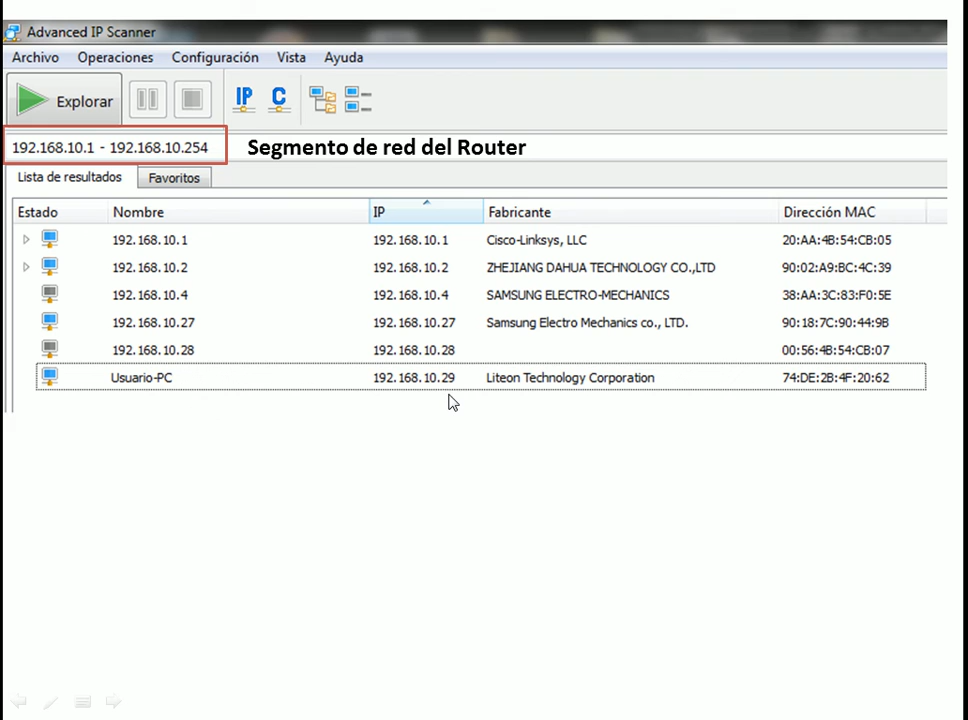 Advanced IP Scanner
Archivo Operaciones Configuración Vista Ayuda
Explorar IP C
192.168.10.1 - 192.168.10.254 Segmento de red del Router
Lista de resultados Favoritos
Estado Nombre IP Fabricante Dirección MAC
192.168.10.1 192.168.10.1 Cisco-Linksys, LLC 20:AA:4B:54:CB:05
192.168.10.2 192.168.10.2 ZHEJIANG DAHUA TECHNOLOGY CO.,LTD 90:02:A9:BC:4C:39
192.168.10.4 192.168.10.4 SAMSUNG ELECTRO-MECHANICS 38:AA:3C:83:F0:5E
192.168.10.27 192.168.10.27 Samsung Electro Mechanics co., LTD. 90:18:7C:90:44:9B
192.168.10.28 192.168.10.28 00:56:4B:54:CB:07
Usuario-PC 192.168.10.29 Liteon Technology Corporation 74:DE:2B:4F:20:62